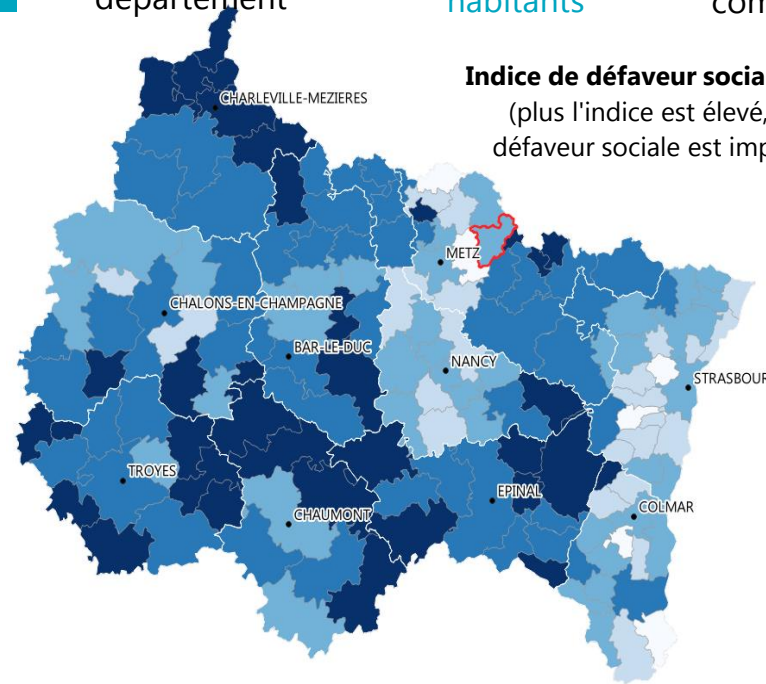 département
habitants
com
Indice de défaveur socia
(plus l'indice est élevé,
défaveur sociale est imp
CHARLEVILLE-MEZIERES
METZ
CHALONS-EN-CHAMPAGNE
BAR-LE-DUC
NANCY
STRASBOUR
TROYES
EPINAL
CHAUMONT
COLMAR